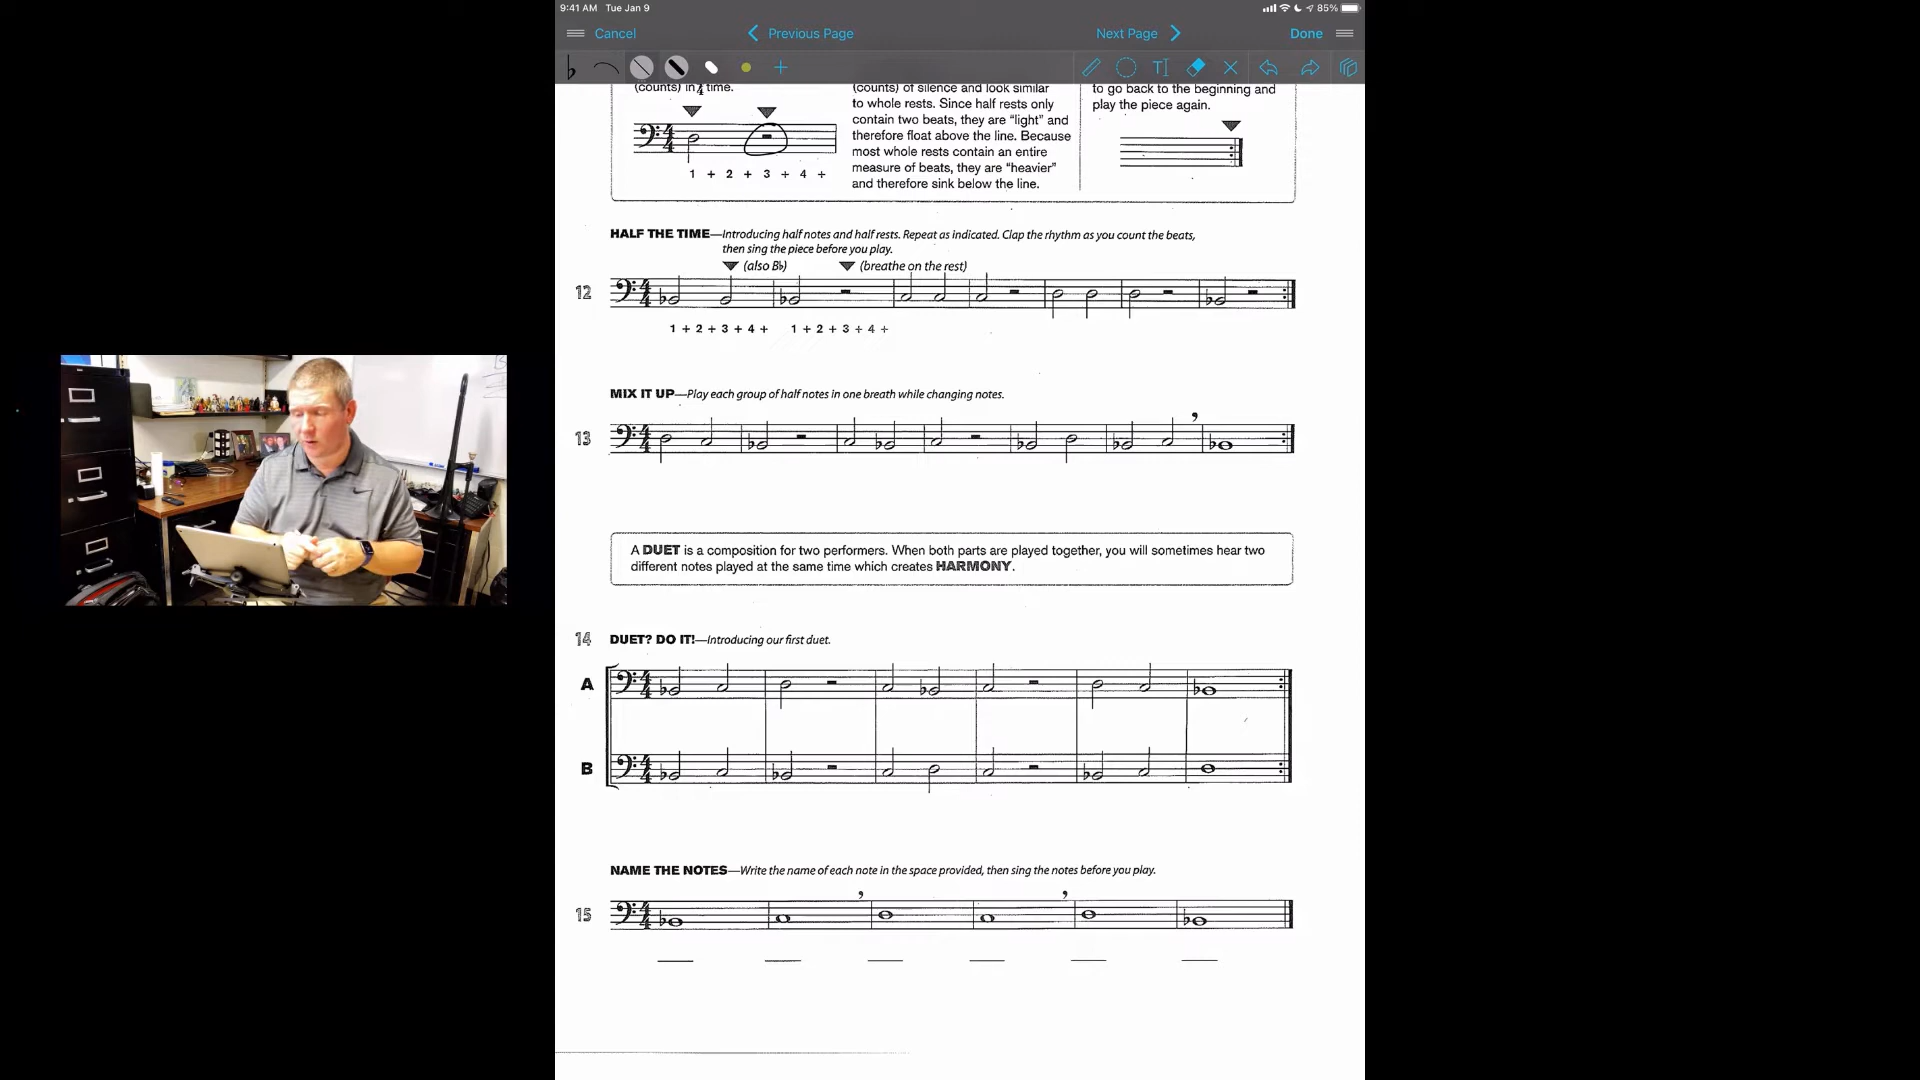 9:41 AM Tue Jan 9 85%
Cancel Previous Page Next Page Done
(counts) in 4/4 time.
1 + 2 + 3 + 4 +
(counts) of silence and look similar
to whole rests. Since half rests only
contain two beats, they are “light” and
therefore float above the line. Because
most whole rests contain an entire
measure of beats, they are “heavier”
and therefore sink below the line.
to go back to the beginning and
play the piece again.
HALF THE TIME—Introducing half notes and half rests. Repeat as indicated. Clap the rhythm as you count the beats,
then sing the piece before you play.
(also B♭) (breathe on the rest)
12
1 + 2 + 3 + 4 + 1 + 2 + 3 + 4 +
MIX IT UP—Play each group of half notes in one breath while changing notes.
13
A DUET is a composition for two performers. When both parts are played together, you will sometimes hear two
different notes played at the same time which creates HARMONY.
14 DUET? DO IT!—Introducing our first duet.
A
B
NAME THE NOTES—Write the name of each note in the space provided, then sing the notes before you play.
15